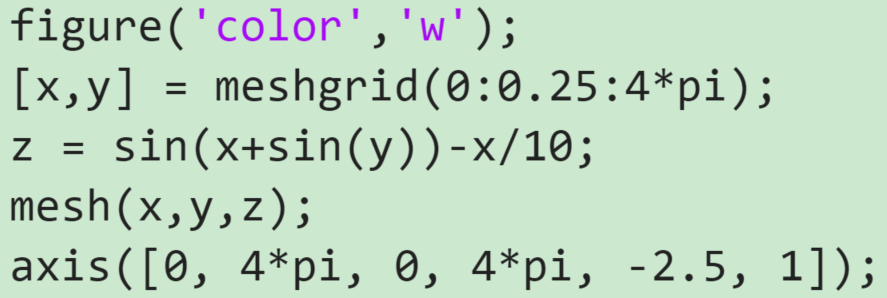 figure('color','w');
[x,y] = meshgrid(0:0.25:4*pi);
z = sin(x+sin(y))-x/10;
mesh(x,y,z);
axis([0, 4*pi, 0, 4*pi, -2.5, 1]);